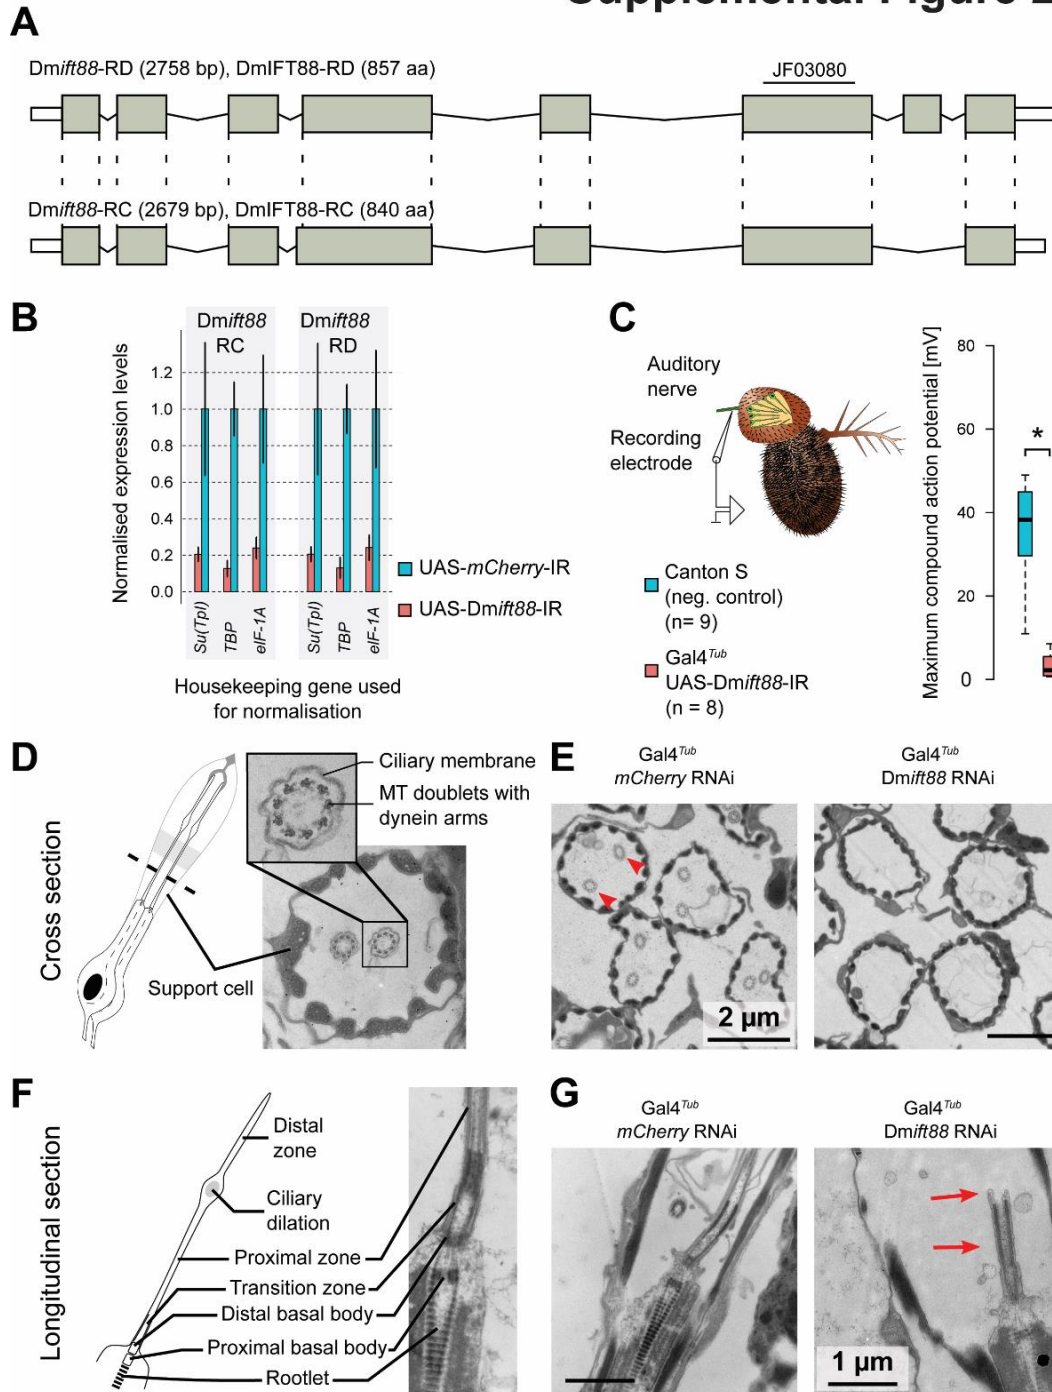 Supplemental Figure 2
A
Dmift88-RD (2758 bp), DmIFT88-RD (857 aa)
JF03080
Dmift88-RC (2679 bp), DmIFT88-RC (840 aa)
B
Dmift88
RC
Dmift88
RD
Normalised expression levels
1.2
1.0
0.8
0.6
0.4
0.2
0.0
Su(Tpl)
TBP
eIF-1A
Su(Tpl)
TBP
eIF-1A
UAS-mCherry-IR
UAS-Dmift88-IR
Housekeeping gene used
for normalisation
C
Auditory
nerve
Recording
electrode
Canton S
(neg. control)
(n= 9)
Gal4Tub
UAS-Dmift88-IR
(n = 8)
Maximum compound action potential [mV]
80
60
40
20
0
*
D
Cross section
Ciliary membrane
MT doublets with
dynein arms
Support cell
E
Gal4Tub
mCherry RNAi
Gal4Tub
Dmift88 RNAi
2 µm
F
Longitudinal section
Distal
zone
Ciliary
dilation
Proximal zone
Transition zone
Distal basal body
Proximal basal body
Rootlet
G
Gal4Tub
mCherry RNAi
Gal4Tub
Dmift88 RNAi
1 µm